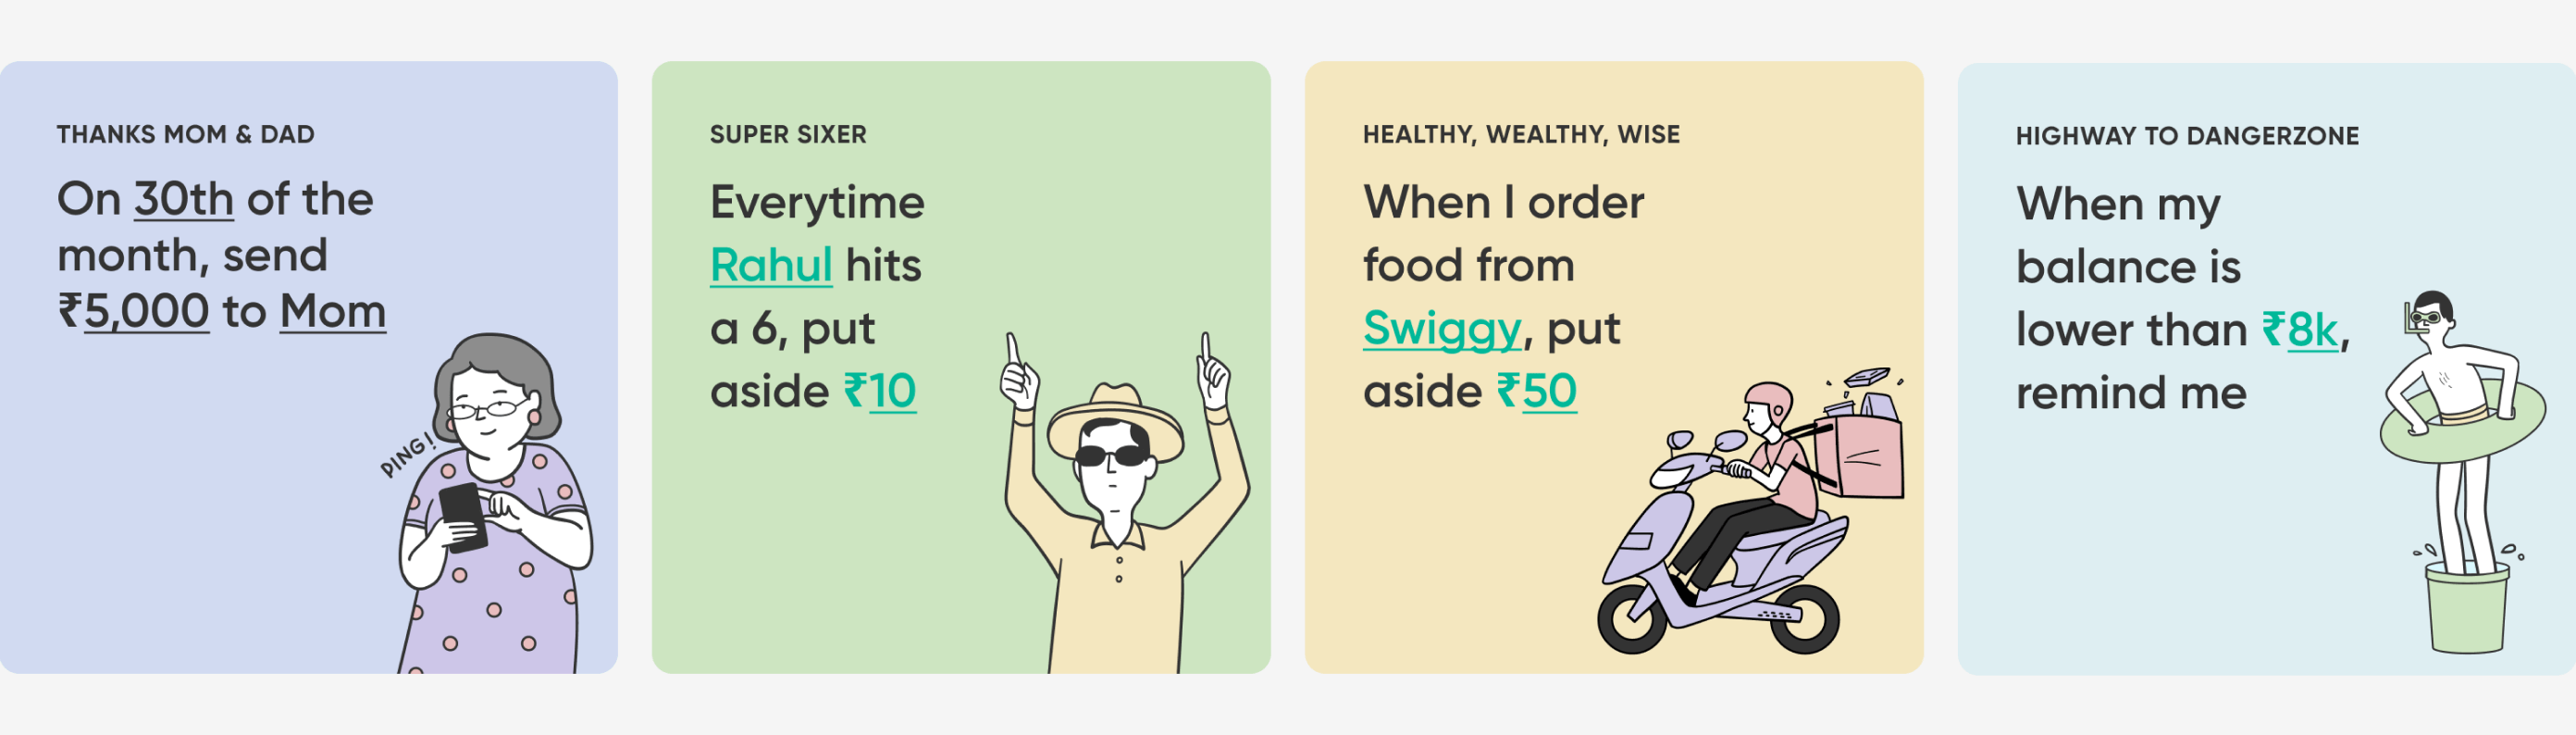 THANKS MOM & DAD
On 30th of the
month, send
₹5,000 to Mom
PING!
SUPER SIXER
Everytime
Rahul hits
a 6, put
aside ₹10
HEALTHY, WEALTHY, WISE
When I order
food from
Swiggy, put
aside ₹50
HIGHWAY TO DANGERZONE
When my
balance is
lower than ₹8k,
remind me